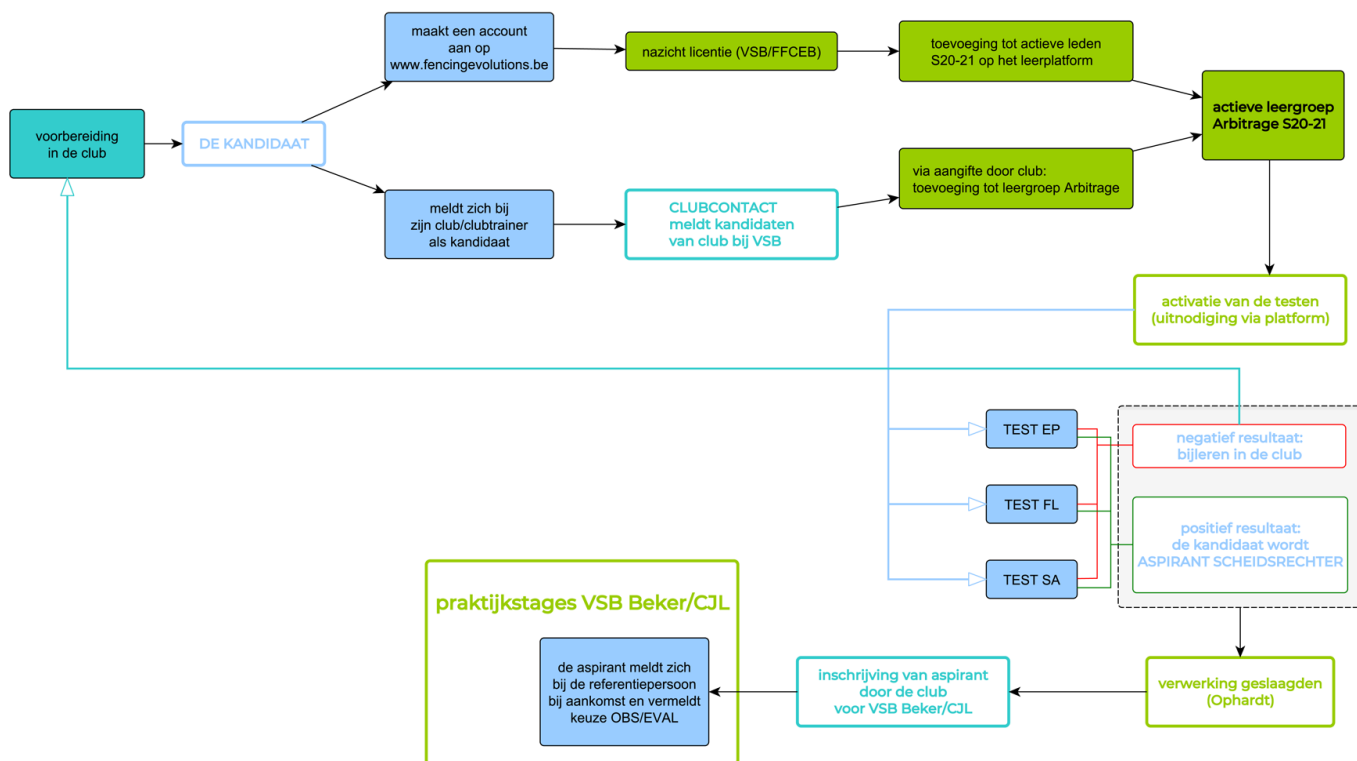 maakt een account
aan op
www.fencingevolutions.be
nazicht licentie (VSB/FFCEB)
toevoeging tot actieve leden
S20-21 op het leerplatform
actieve leergroep
Arbitrage S20-21
voorbereiding
in de club
DE KANDIDAAT
meldt zich bij
zijn club/clubtrainer
als kandidaat
CLUBCONTACT
meldt kandidaten
van club bij VSB
via aangifte door club:
toevoeging tot leergroep Arbitrage
activatie van de testen
(uitnodiging via platform)
TEST EP
TEST FL
TEST SA
negatief resultaat:
bijleren in de club
positief resultaat:
de kandidaat wordt
ASPIRANT SCHEIDSRECHTER
praktijkstages VSB Beker/CJL
de aspirant meldt zich
bij de referentiepersoon
bij aankomst en vermeldt
keuze OBS/EVAL
inschrijving van aspirant
door de club
voor VSB Beker/CJL
verwerking geslaagden
(Ophardt)